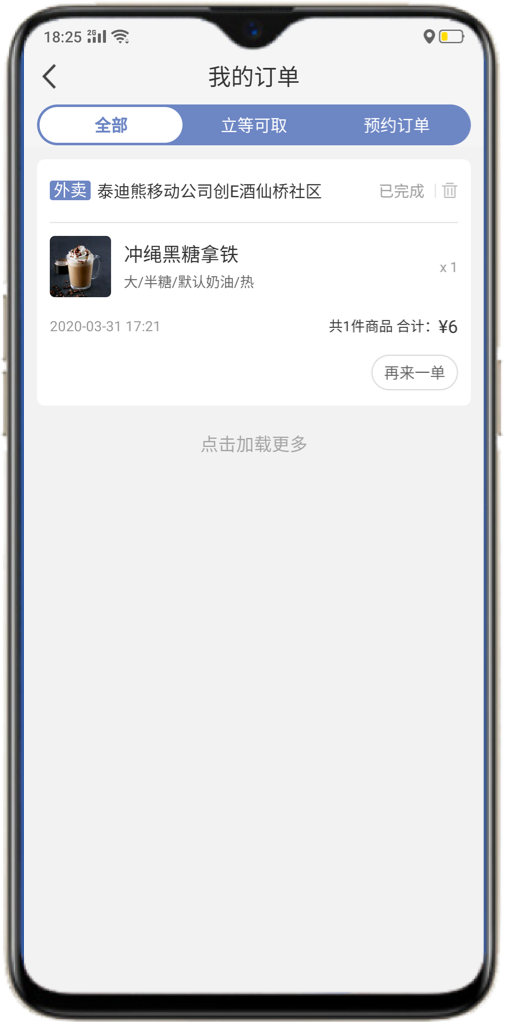 18:25 2G
我的订单
全部 立等可取 预约订单
外卖 泰迪熊移动公司创E酒仙桥社区 已完成
冲绳黑糖拿铁
x 1
大/半糖/默认奶油/热
2020-03-31 17:21 共1件商品 合计：¥6
再来一单
点击加载更多